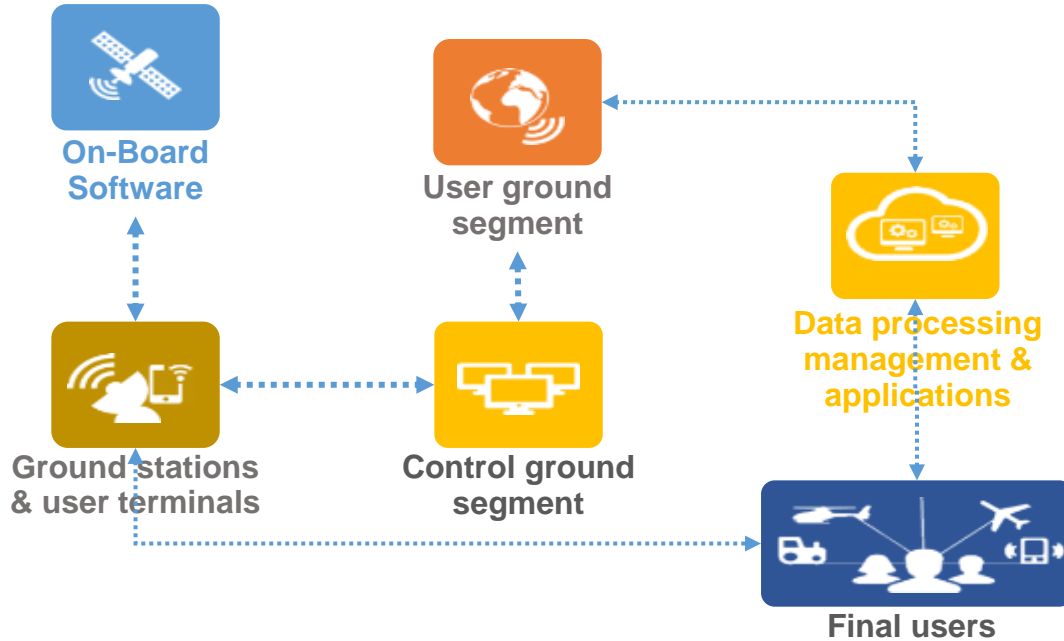 On-Board
Software
User ground
segment
Data processing
management &
applications
Ground stations
& user terminals
Control ground
segment
Final users